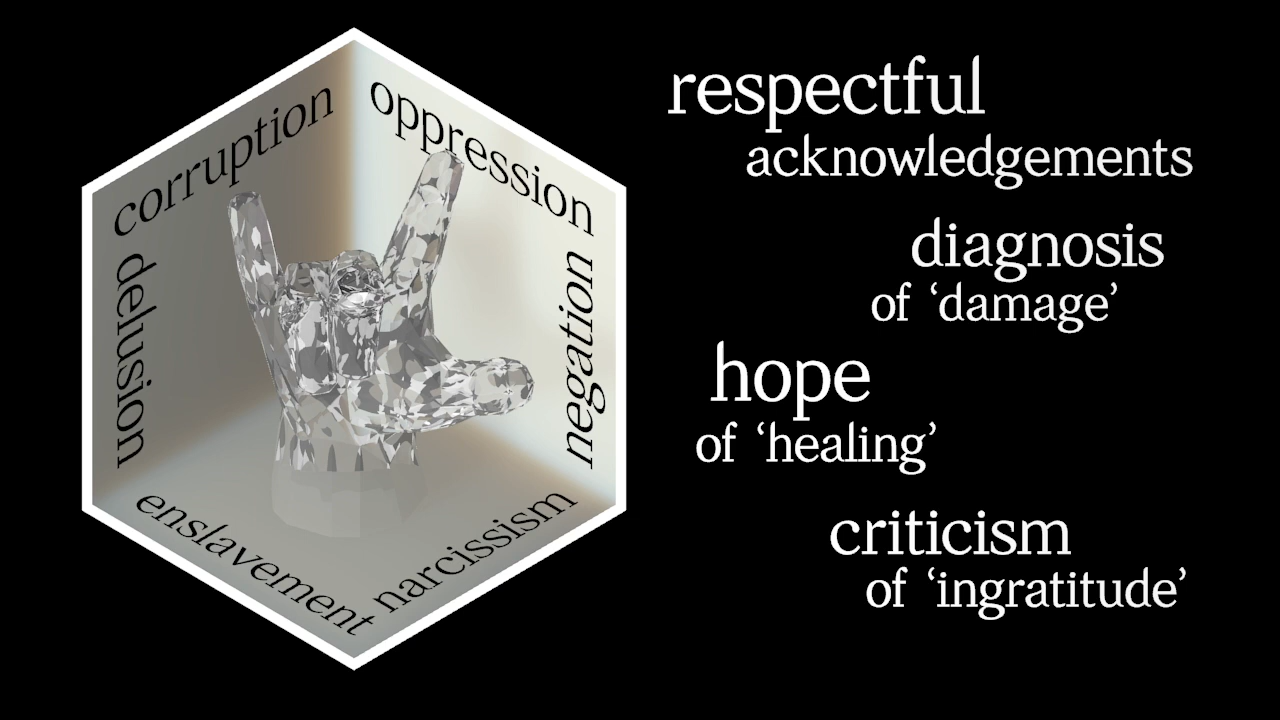 corruption
oppression
delusion
negation
enslavement
narcissism
respectful
acknowledgements
diagnosis
of ‘damage’
hope
of ‘healing’
criticism
of ‘ingratitude’